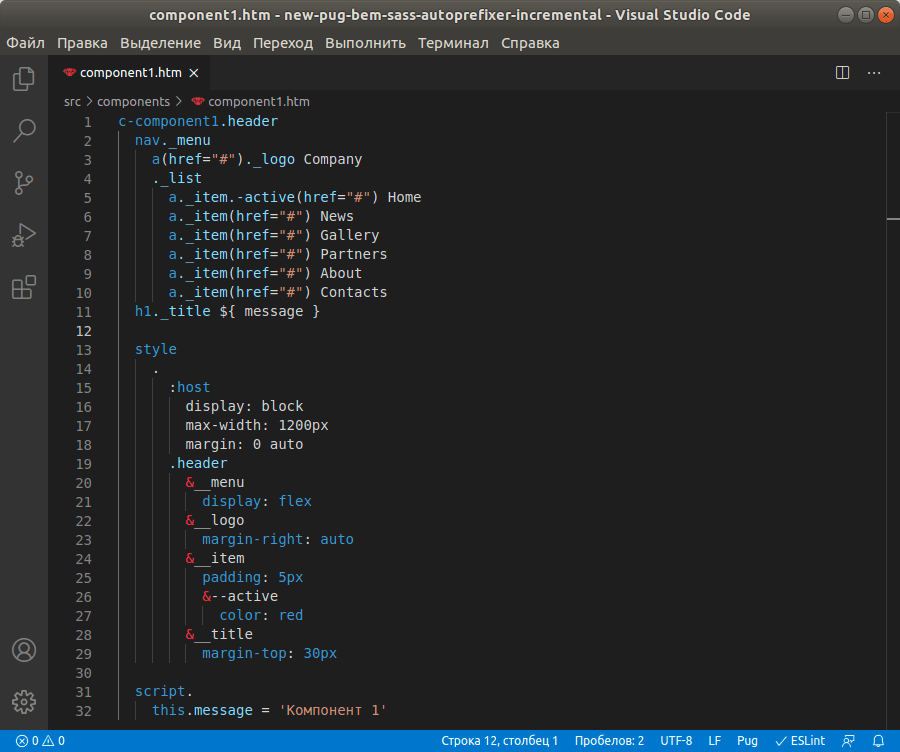 component1.htm - new-pug-bem-sass-autoprefixer-incremental - Visual Studio Code
Файл Правка Выделение Вид Переход Выполнить Терминал Справка
component1.htm
src > components > component1.htm
1 c-component1.header
2 nav._menu
3 a(href="#")._logo Company
4 ._list
5 a._item.-active(href="#") Home
6 a._item(href="#") News
7 a._item(href="#") Gallery
8 a._item(href="#") Partners
9 a._item(href="#") About
10 a._item(href="#") Contacts
11 h1._title ${ message }
12
13 style
14 .
15 :host
16 display: block
17 max-width: 1200px
18 margin: 0 auto
19 .header
20 &__menu
21 display: flex
22 &__logo
23 margin-right: auto
24 &__item
25 padding: 5px
26 &--active
27 color: red
28 &__title
29 margin-top: 30px
30
31 script.
32 this.message = 'Компонент 1'
0 0 Строка 12, столбец 1 Пробелов: 2 UTF-8 LF Pug ESLint